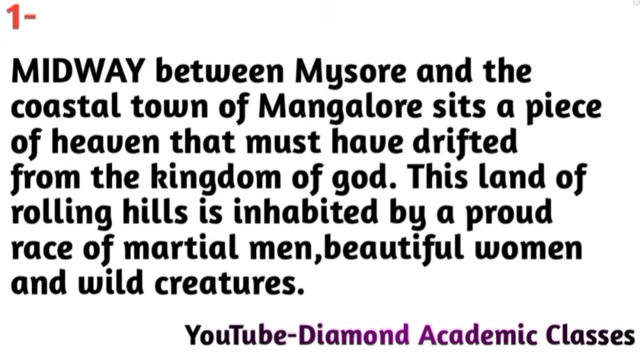 1-
MIDWAY between Mysore and the
coastal town of Mangalore sits a piece
of heaven that must have drifted
from the kingdom of god. This land of
rolling hills is inhabited by a proud
race of martial men,beautiful women
and wild creatures.
YouTube-Diamond Academic Classes